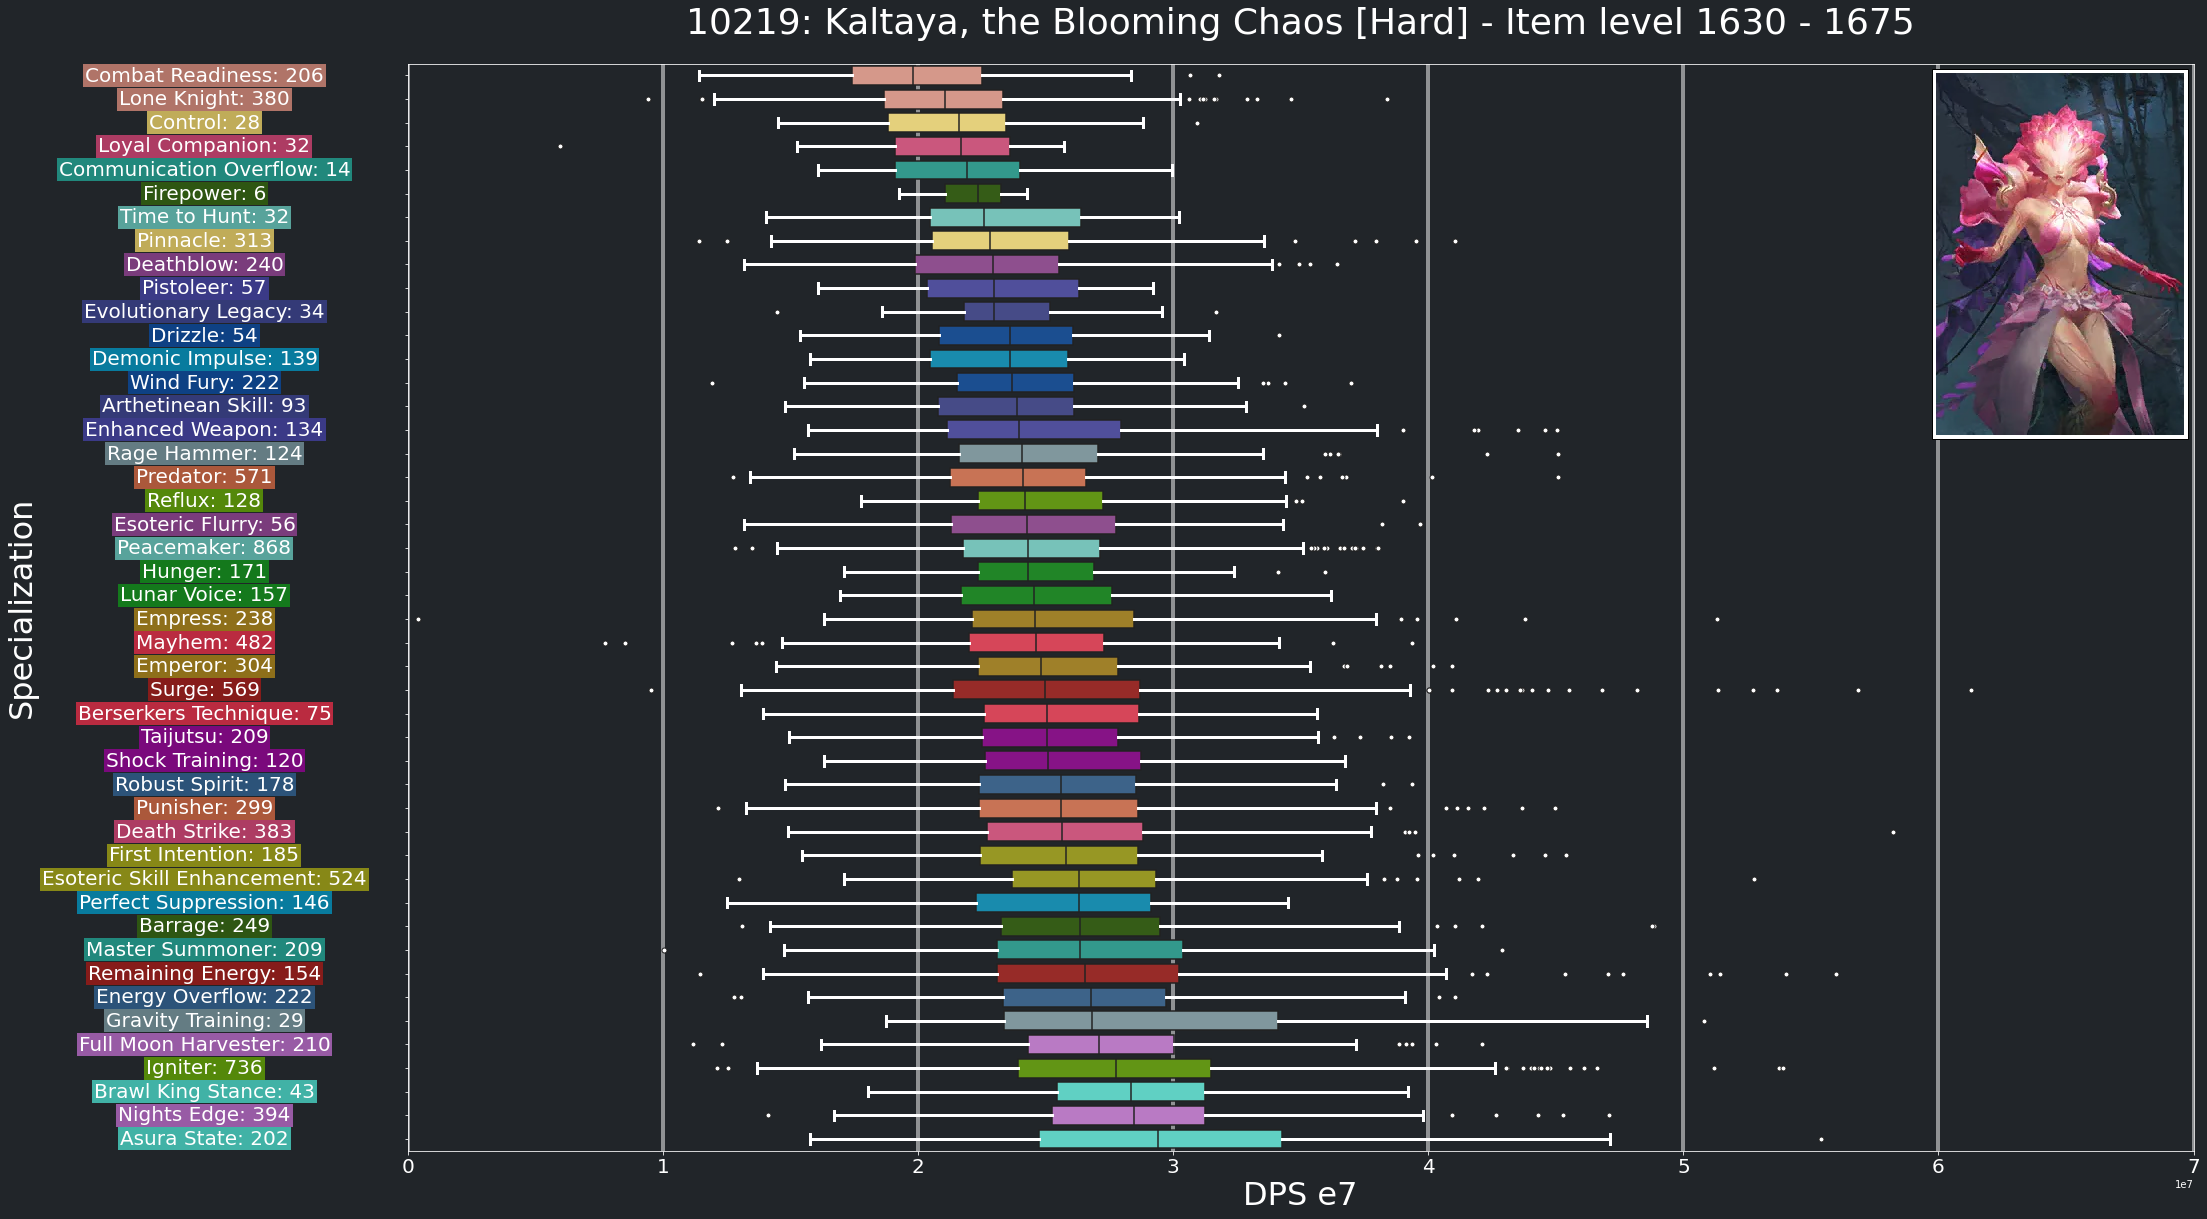 10219: Kaltaya, the Blooming Chaos [Hard] - Item level 1630 - 1675
Specialization
Combat Readiness: 206
Lone Knight: 380
Control: 28
Loyal Companion: 32
Communication Overflow: 14
Firepower: 6
Time to Hunt: 32
Pinnacle: 313
Deathblow: 240
Pistoleer: 57
Evolutionary Legacy: 34
Drizzle: 54
Demonic Impulse: 139
Wind Fury: 222
Arthetinean Skill: 93
Enhanced Weapon: 134
Rage Hammer: 124
Predator: 571
Reflux: 128
Esoteric Flurry: 56
Peacemaker: 868
Hunger: 171
Lunar Voice: 157
Empress: 238
Mayhem: 482
Emperor: 304
Surge: 569
Berserkers Technique: 75
Taijutsu: 209
Shock Training: 120
Robust Spirit: 178
Punisher: 299
Death Strike: 383
First Intention: 185
Esoteric Skill Enhancement: 524
Perfect Suppression: 146
Barrage: 249
Master Summoner: 209
Remaining Energy: 154
Energy Overflow: 222
Gravity Training: 29
Full Moon Harvester: 210
Igniter: 736
Brawl King Stance: 43
Nights Edge: 394
Asura State: 202
0 1 2 3 4 5 6 7
1e7
DPS e7